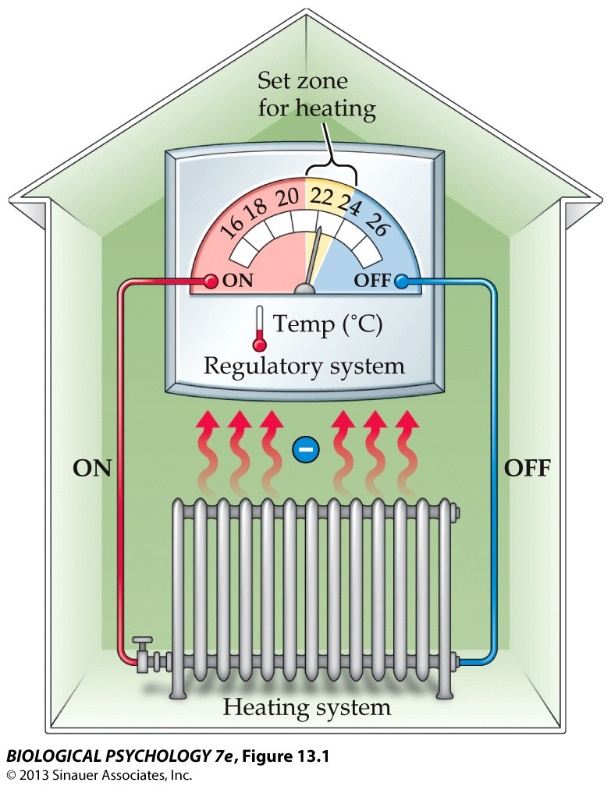 Set zone
for heating
16 18 20 22 24 26
ON
OFF
Temp (˚C)
Regulatory system
ON
OFF
Heating system
BIOLOGICAL PSYCHOLOGY 7e, Figure 13.1
© 2013 Sinauer Associates, Inc.